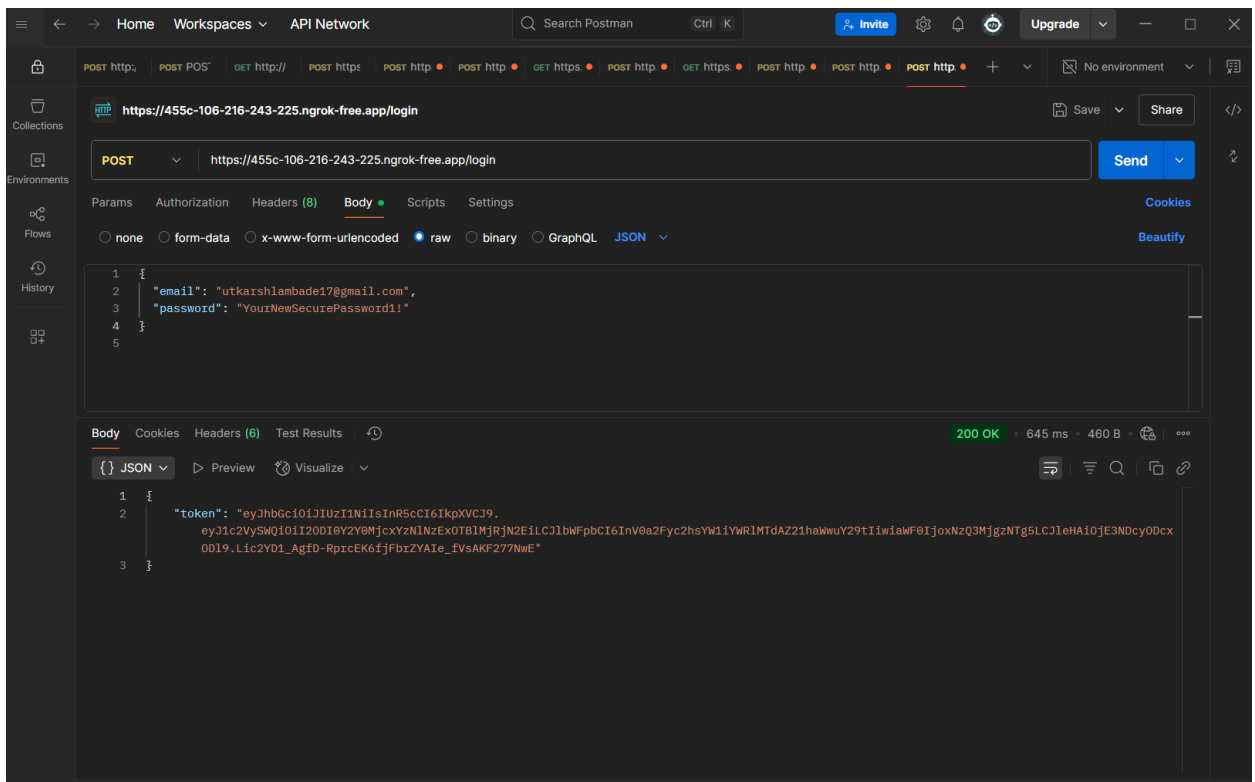 Home Workspaces API Network Search Postman Ctrl K Invite Upgrade
POST http:/ POST POS GET http:// POST https POST http POST http GET https. POST http GET https. POST http POST http. POST http. No environment
HTTP https://455c-106-216-243-225.ngrok-free.app/login Save Share
Collections
POST https://455c-106-216-243-225.ngrok-free.app/login Send
Environments
Params Authorization Headers (8) Body Scripts Settings Cookies
Flows
none form-data x-www-form-urlencoded raw binary GraphQL JSON Beautify
History
1 {
2 "email": "utkarshlambade17@gmail.com",
3 "password": "YourNewSecurePassword1!"
4 }
5
Body Cookies Headers (6) Test Results 200 OK 645 ms 460 B
{} JSON Preview Visualize
1 {
2 "token": "eyJhbGciOiJIUzI1NiIsInR5cCI6IkpXVCJ9.
eyJ1c2VySWQiOiI2ODI0Y2Y0MjcxYzNlNzExOTBlMjRjN2EiLCJlbWFpbCI6InV0a2Fyc2hsYW1iYWRlMTdAZ21haWwuY29tIiwiaWF0IjoxNzQ3MjgzNTg5LCJleHAiOjE3NDcyODcx
ODl9.Lic2YD1_AgfD-RprcEK6fjFbrZYAIe_fVsAKF277NwE"
3 }